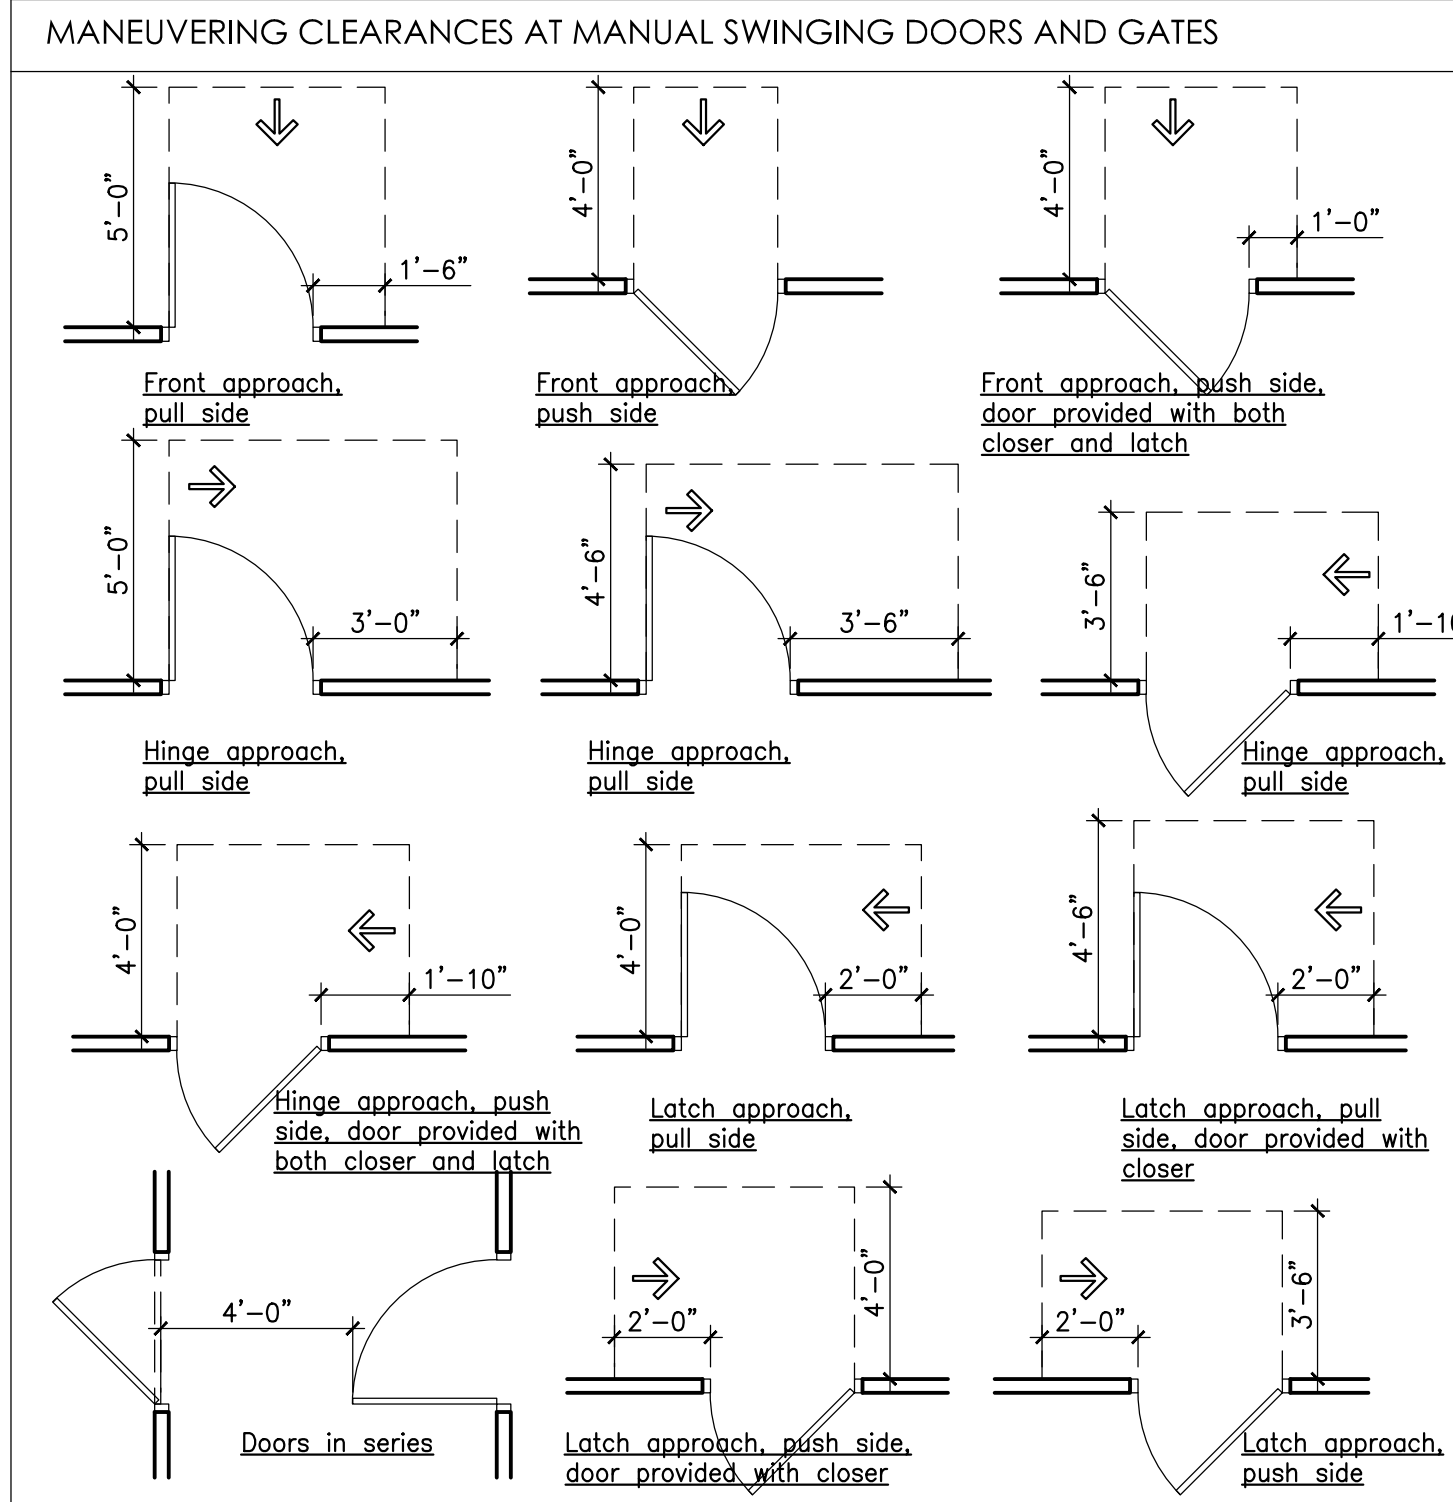 MANEUVERING CLEARANCES AT MANUAL SWINGING DOORS AND GATES
5'-0"
1'-6"
Front approach,
pull side
4'-0"
Front approach,
push side
4'-0"
1'-0"
Front approach, push side,
door provided with both
closer and latch
5'-0"
3'-0"
Hinge approach,
pull side
4'-6"
3'-6"
Hinge approach,
pull side
3'-6"
Hinge approach,
pull side
4'-0"
1'-10"
Hinge approach, push
side, door provided with
both closer and latch
4'-0"
2'-0"
Latch approach,
pull side
4'-6"
2'-0"
Latch approach, pull
side, door provided with
closer
4'-0"
Doors in series
2'-0"
4'-0"
Latch approach, push side,
door provided with closer
2'-0"
3'-6"
Latch approach,
push side